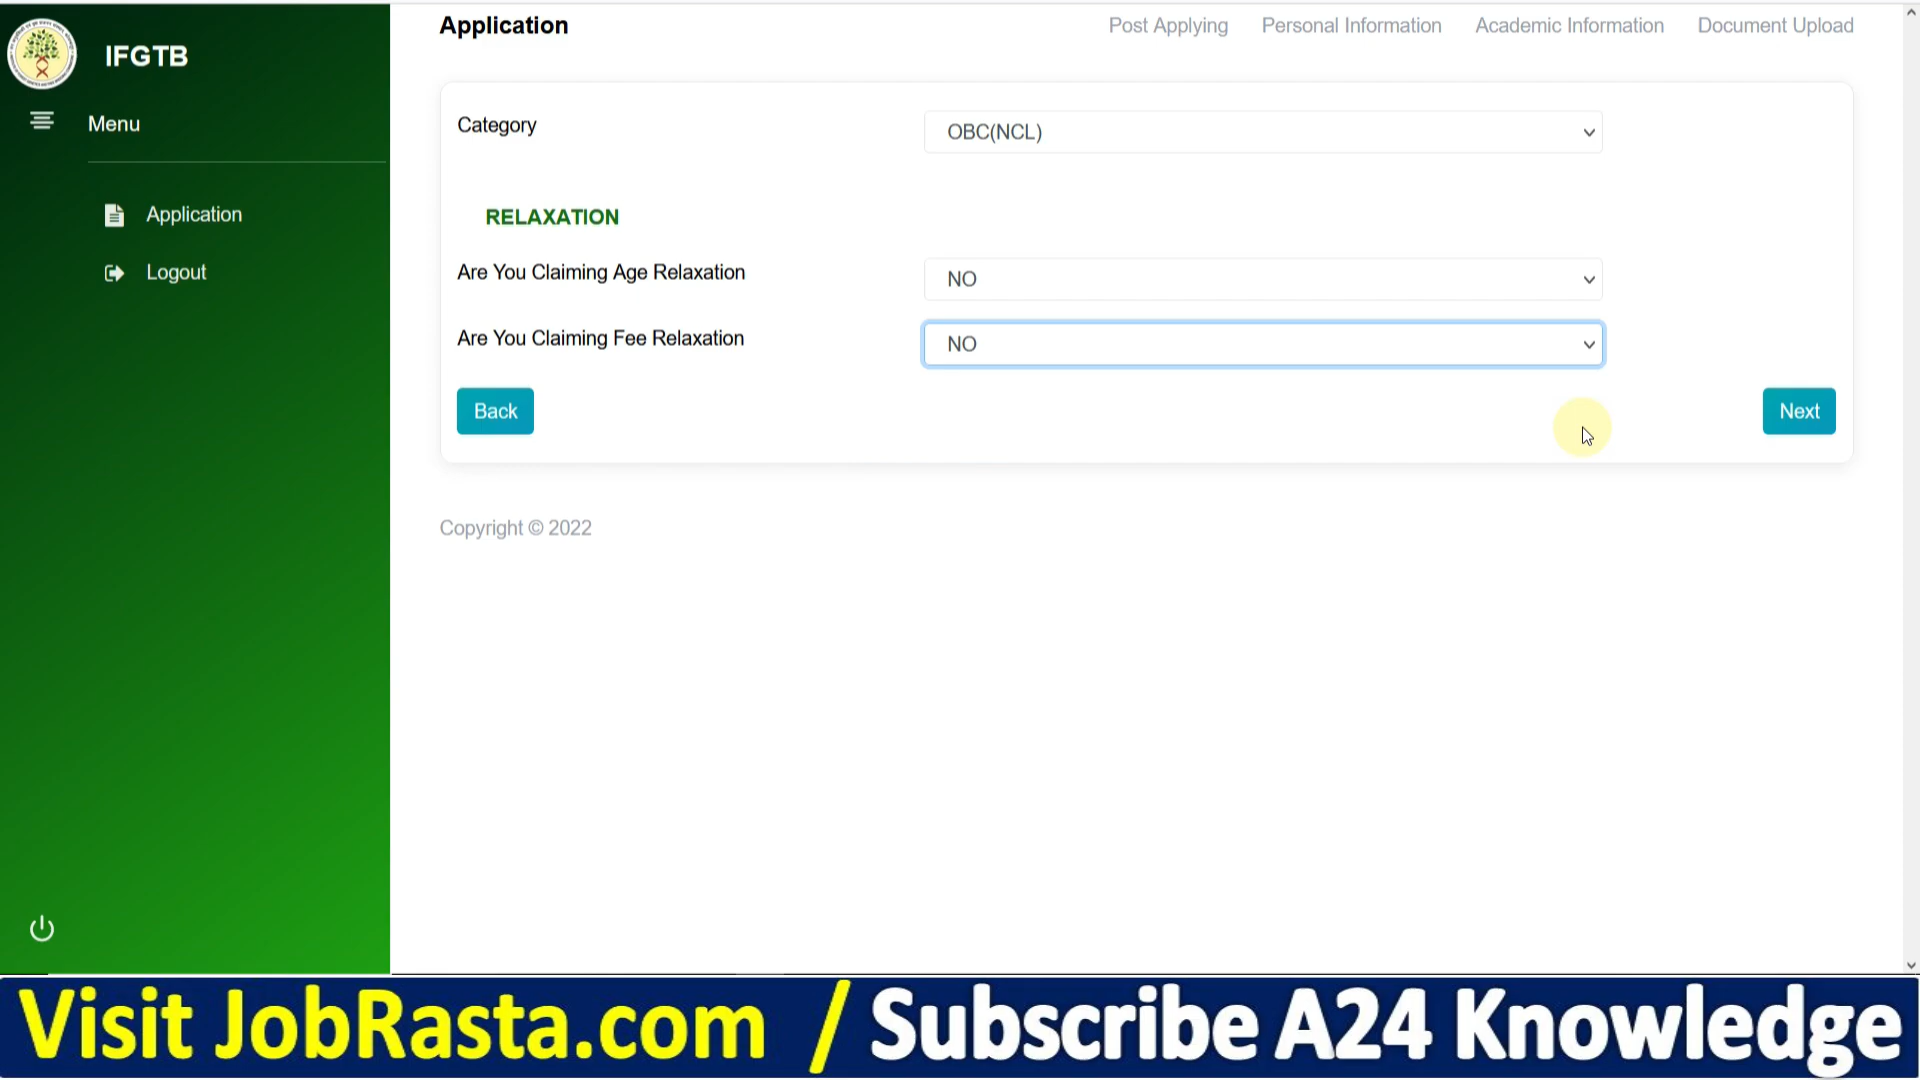 IFGTB
Menu
Application
Logout
Application
Post Applying Personal Information Academic Information Document Upload
Category OBC(NCL)
RELAXATION
Are You Claiming Age Relaxation NO
Are You Claiming Fee Relaxation NO
Back Next
Copyright © 2022
Visit JobRasta.com / Subscribe A24 Knowledge